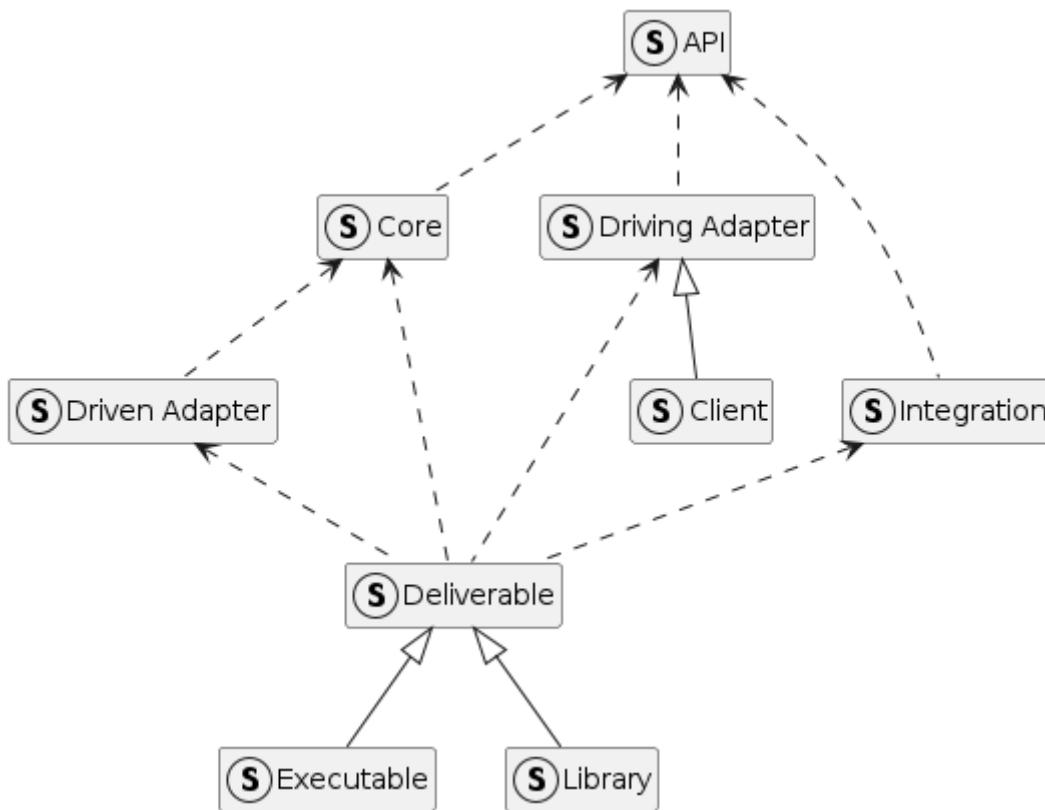 S API
S Core
S Driving Adapter
S Driven Adapter
S Client
S Integration
S Deliverable
S Executable
S Library